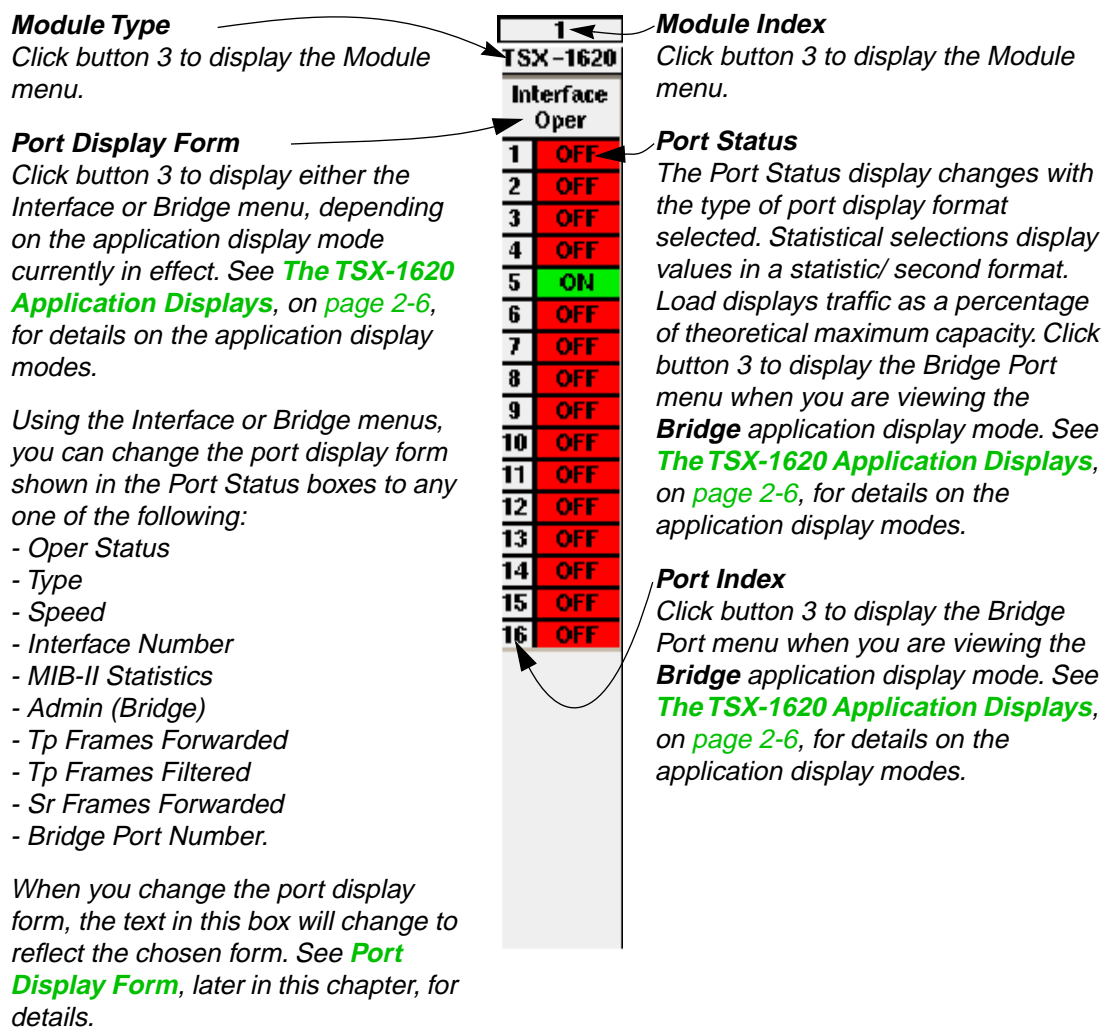 Module Type
Click button 3 to display the Module
menu.
Port Display Form
Click button 3 to display either the
Interface or Bridge menu, depending
on the application display mode
currently in effect. See The TSX-1620
Application Displays, on page 2-6,
for details on the application display
modes.
Using the Interface or Bridge menus,
you can change the port display form
shown in the Port Status boxes to any
one of the following:
- Oper Status
- Type
- Speed
- Interface Number
- MIB-II Statistics
- Admin (Bridge)
- Tp Frames Forwarded
- Tp Frames Filtered
- Sr Frames Forwarded
- Bridge Port Number.
When you change the port display
form, the text in this box will change to
reflect the chosen form. See Port
Display Form, later in this chapter, for
details.
1
TSX-1620
Interface
Oper
1 OFF
2 OFF
3 OFF
4 OFF
5 ON
6 OFF
7 OFF
8 OFF
9 OFF
10 OFF
11 OFF
12 OFF
13 OFF
14 OFF
15 OFF
16 OFF
Module Index
Click button 3 to display the Module
menu.
Port Status
The Port Status display changes with
the type of port display format
selected. Statistical selections display
values in a statistic/ second format.
Load displays traffic as a percentage
of theoretical maximum capacity. Click
button 3 to display the Bridge Port
menu when you are viewing the
Bridge application display mode. See
The TSX-1620 Application Displays,
on page 2-6, for details on the
application display modes.
Port Index
Click button 3 to display the Bridge
Port menu when you are viewing the
Bridge application display mode. See
The TSX-1620 Application Displays,
on page 2-6, for details on the
application display modes.